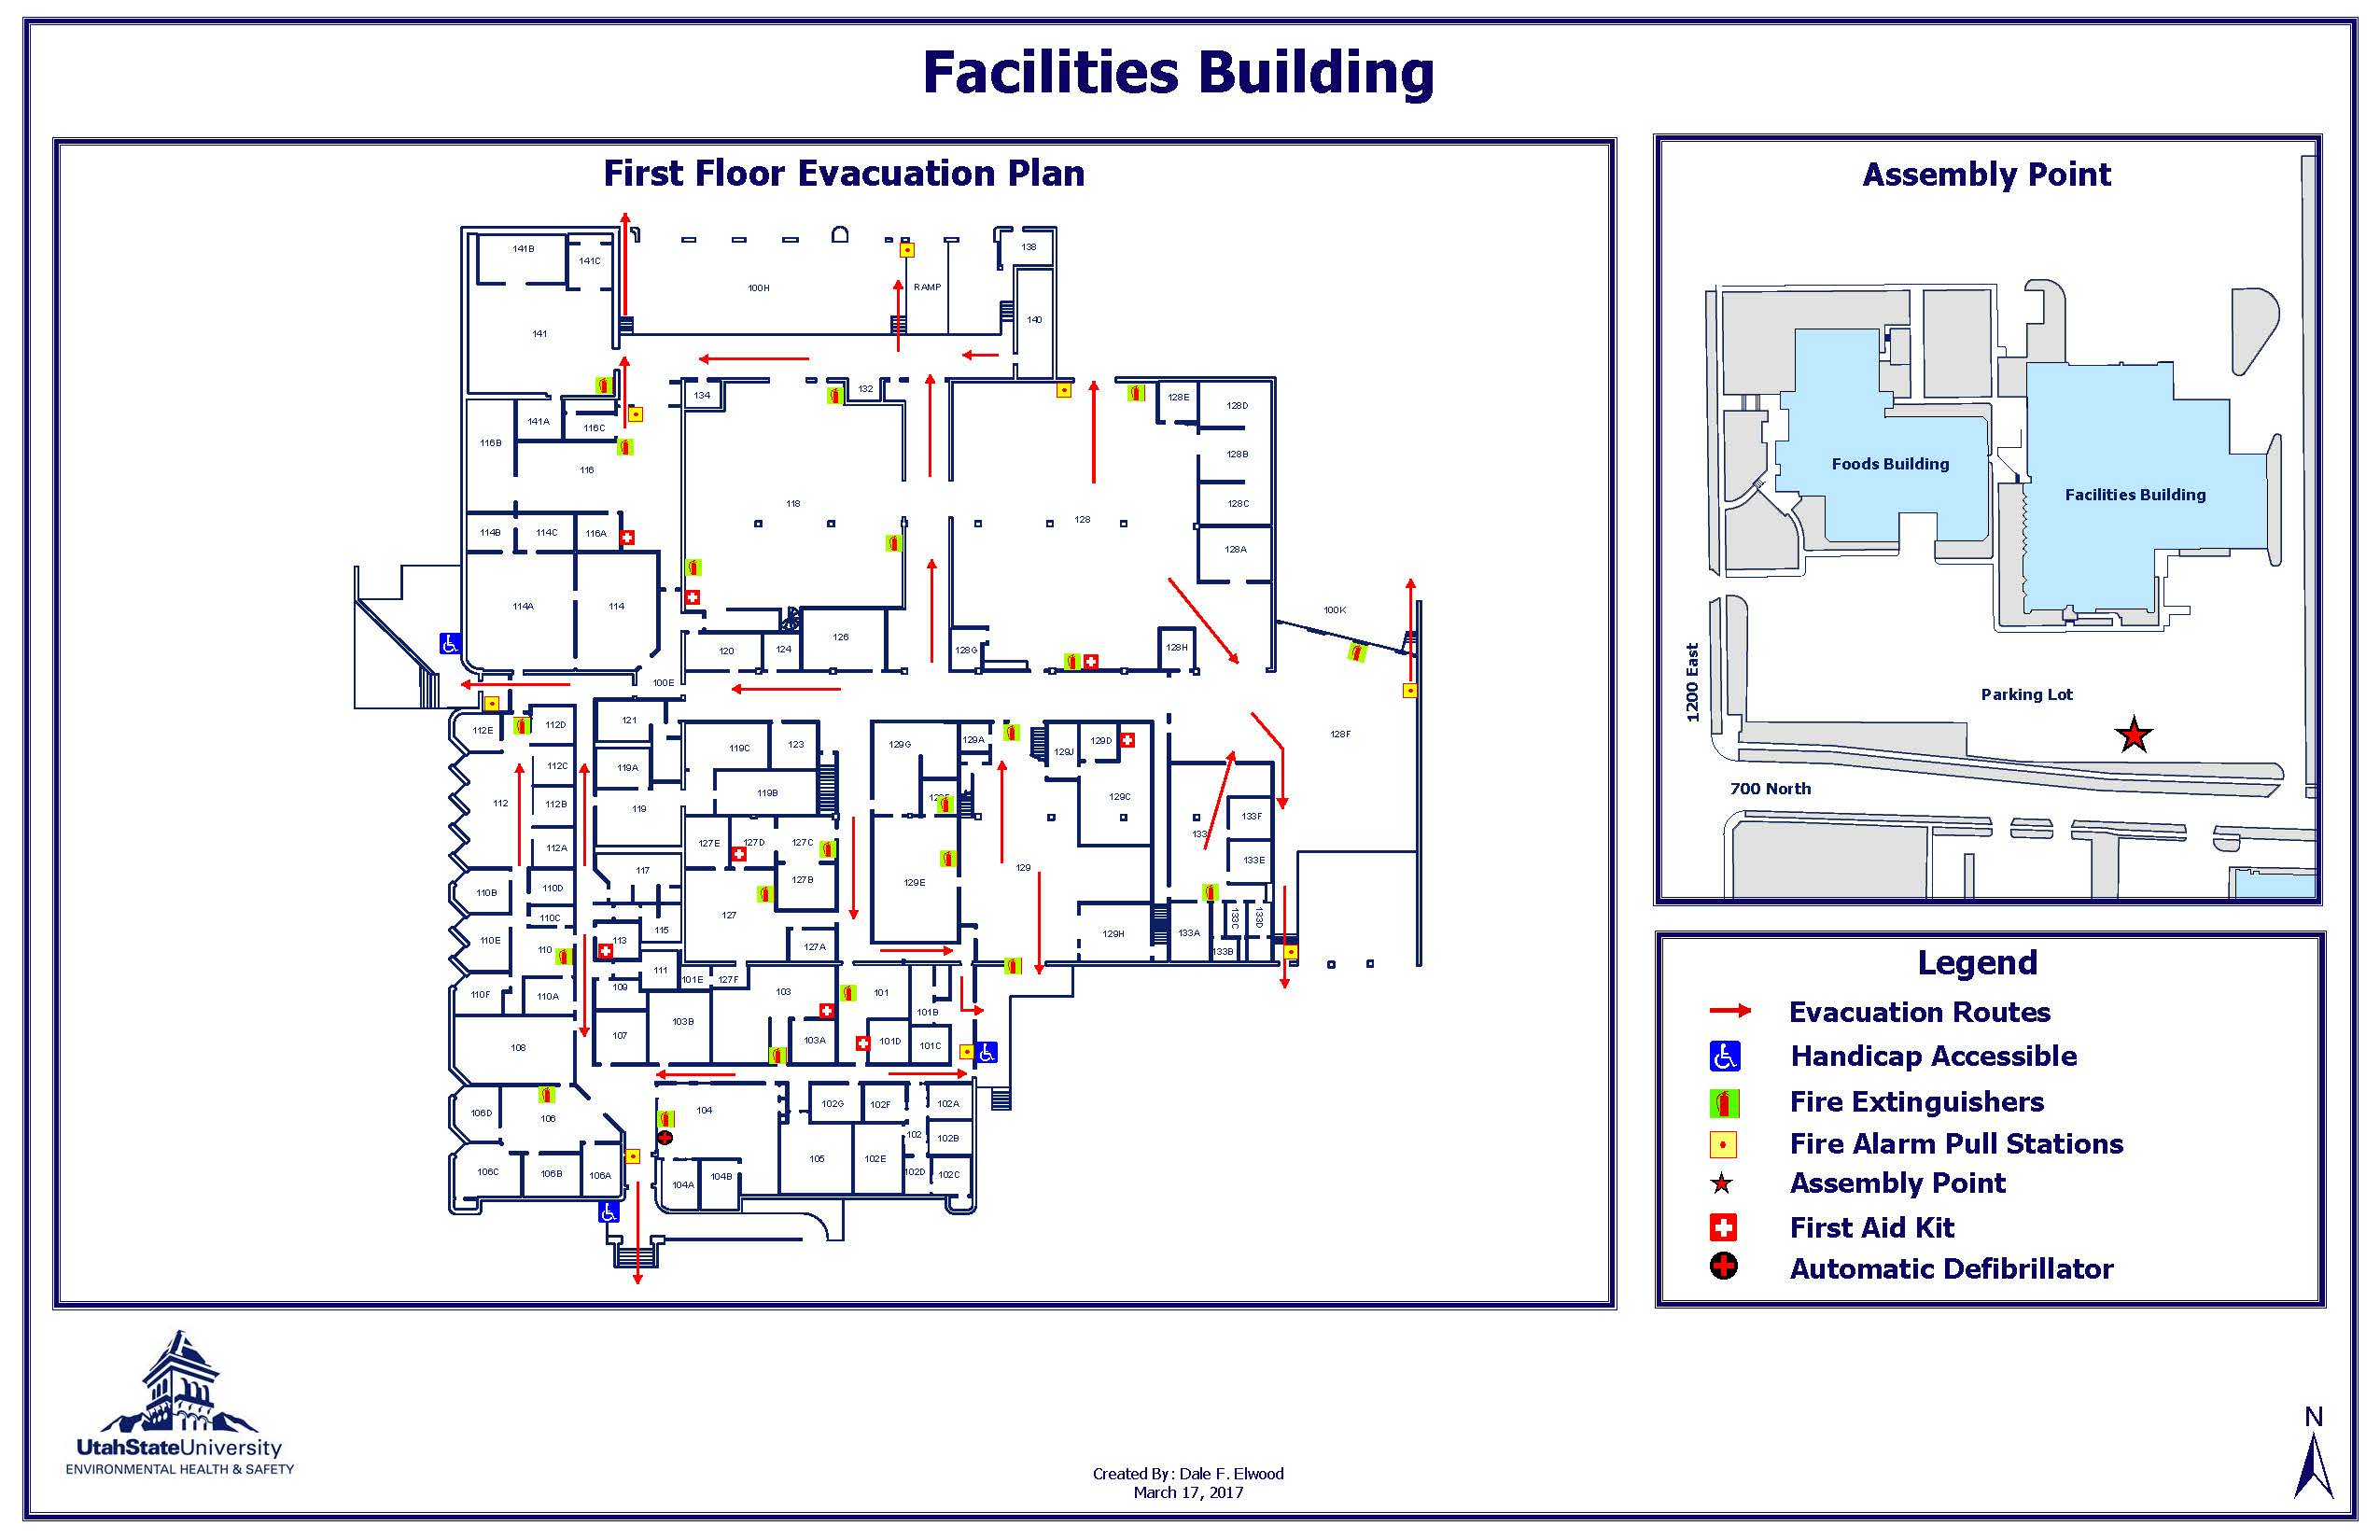 Facilities Building
First Floor Evacuation Plan
141B
141C
138
100H
RAMP
140
141
132
134
128E
128D
141A
116C
116B
128B
116
118
128C
128
114B
114C
116A
128A
114A
114
100K
126
120
124
128G
128H
100E
121
112D
112E
119C
123
129G
129A
129J
129D
128F
112C
119A
112
112B
119B
129C
119
133F
133
112A
127E
127D
127C
133E
117
129
110B
110D
127B
129E
110C
127
133C
133D
115
110E
113
129H
133A
110
127A
133B
111
101E
127F
109
103
101
110F
110A
101B
103B
107
103A
101D
101C
108
104
102G
102F
102A
106D
106
102
102B
105
102E
106C
106B
106A
104B
102D
102C
104A
Assembly Point
Foods Building
Facilities Building
1200 East
Parking Lot
700 North
Legend
Evacuation Routes
Handicap Accessible
Fire Extinguishers
Fire Alarm Pull Stations
Assembly Point
First Aid Kit
Automatic Defibrillator
UtahStateUniversity
ENVIRONMENTAL HEALTH & SAFETY
Created By: Dale F. Elwood
March 17, 2017
N